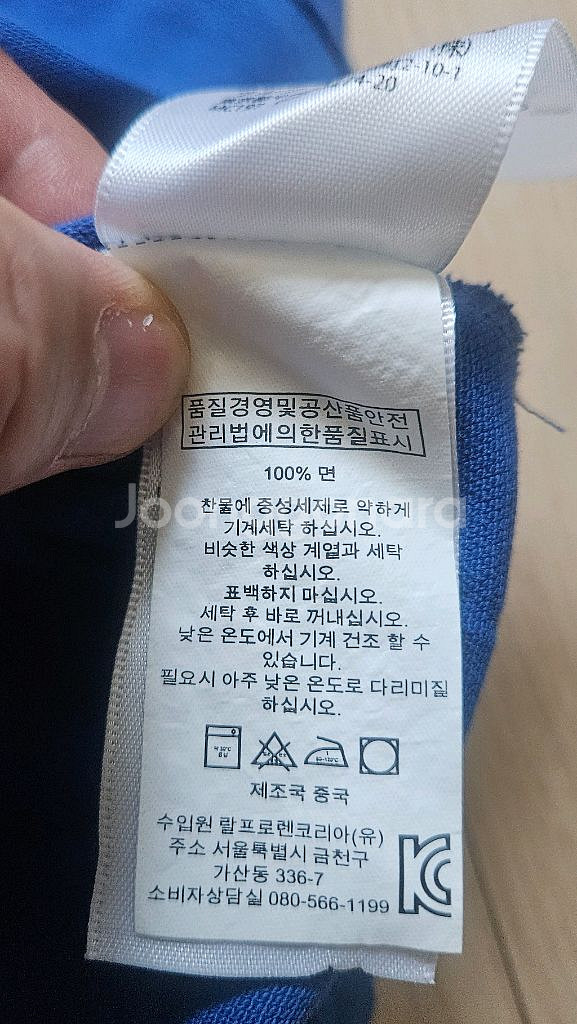 (株)
02-10-1
4-20
품질경영및공산품안전
관리법에의한품질표시
100% 면
찬물에 중성세제로 약하게
기계세탁 하십시오.
비슷한 색상 계열과 세탁
하십시오.
표백하지 마십시오.
세탁 후 바로 꺼내십시오.
낮은 온도에서 기계 건조 할 수
있습니다.
필요시 아주 낮은 온도로 다리미질
하십시오.
제조국 중국
수입원 랄프로렌코리아(유)
주소 서울특별시 금천구
가산동 336-7
소비자상담실 080-566-1199